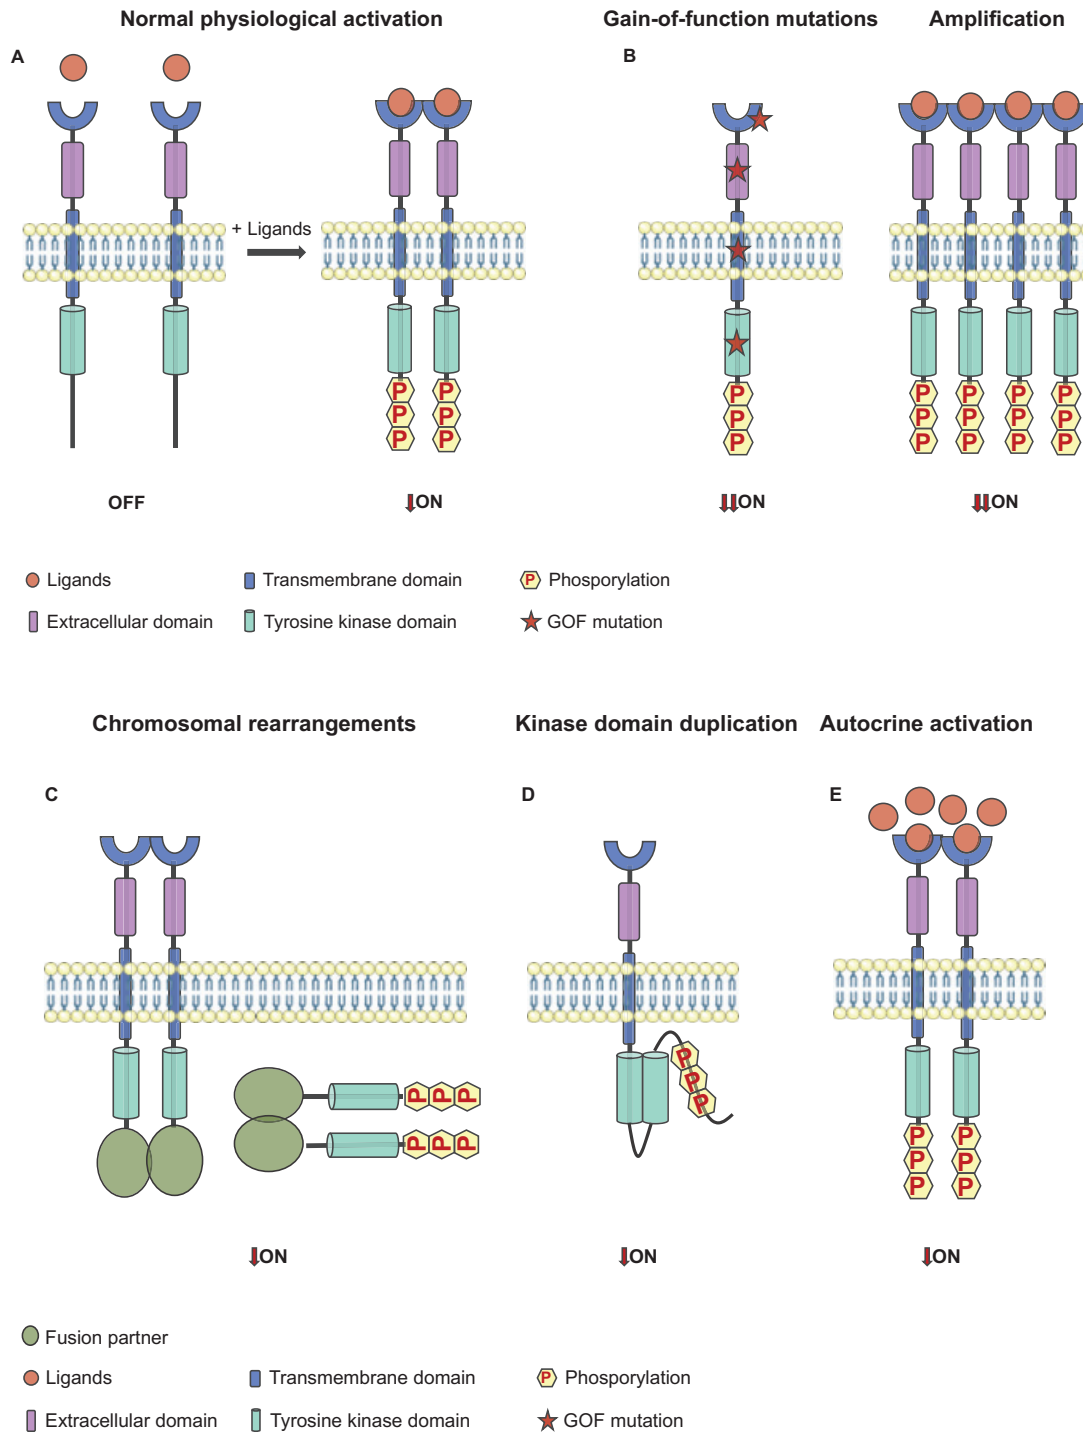 Normal physiological activation
Gain-of-function mutations
Amplification
A
B
+ Ligands
P P P P P P
P P P P P P
P P P P P P
P
P
P
OFF
ON
ON
ON
Ligands
Transmembrane domain
P Phosporylation
Extracellular domain
Tyrosine kinase domain
GOF mutation
Chromosomal rearrangements
Kinase domain duplication
Autocrine activation
C
D
E
P P P
P P P
P
P
P
P P
P P
P P
ON
ON
ON
Fusion partner
Ligands
Transmembrane domain
P Phosporylation
Extracellular domain
Tyrosine kinase domain
GOF mutation